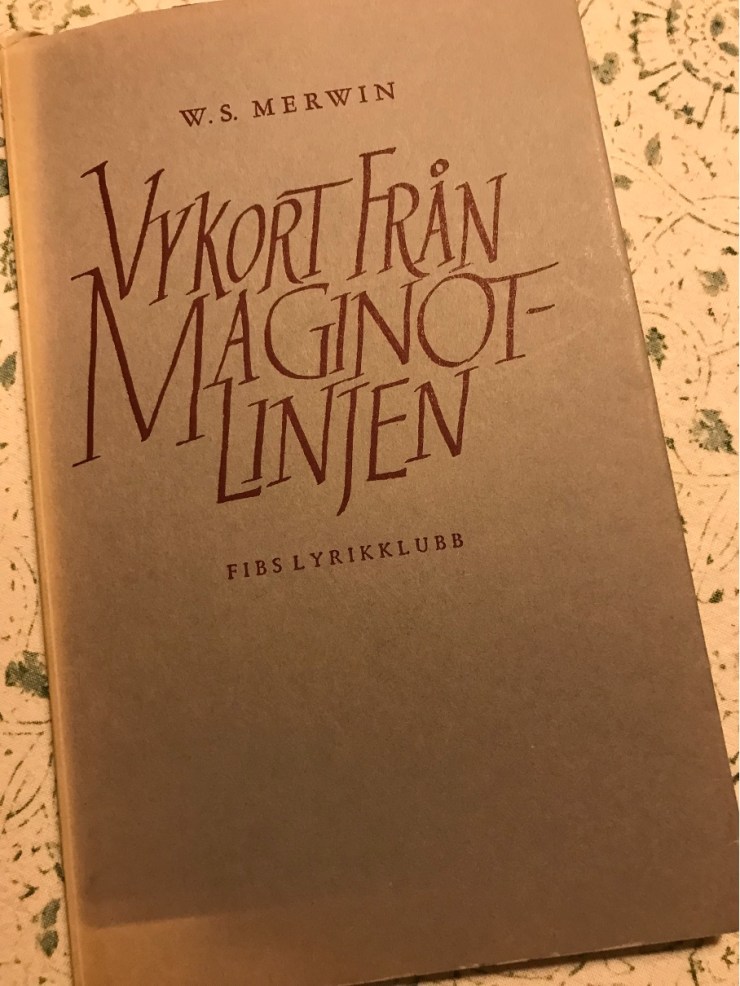 W. S. MERWIN
VYKORT FRÅN
MAGINOT-
LINJEN
FIBS LYRIKKLUBB